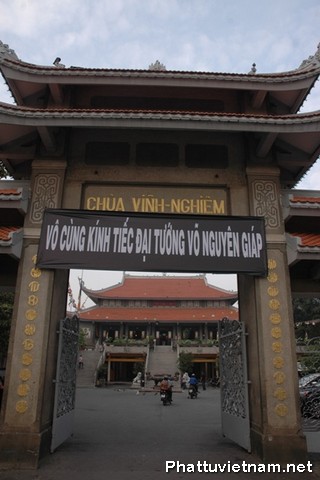 CHÙA VĨNH-NGHIÊM
VÔ CÙNG KÍNH TIẾC ĐẠI TƯỚNG VÕ NGUYÊN GIÁP
Phattuvietnam.net